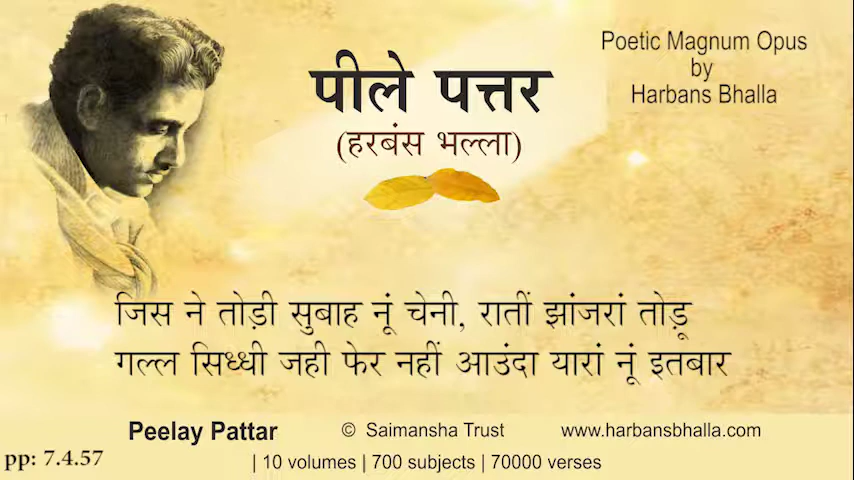 पीले पत्तर
(हरबंस भल्ला)
Poetic Magnum Opus
by
Harbans Bhalla
जिस ने तोड़ी सुबाह नूं चेनी, रातीं झांजरां तोड़ू
गल्ल सिध्धी जही फेर नहीं आउंदा यारां नूं इतबार
Peelay Pattar © Saimansha Trust www.harbansbhalla.com
pp: 7.4.57
| 10 volumes | 700 subjects | 70000 verses